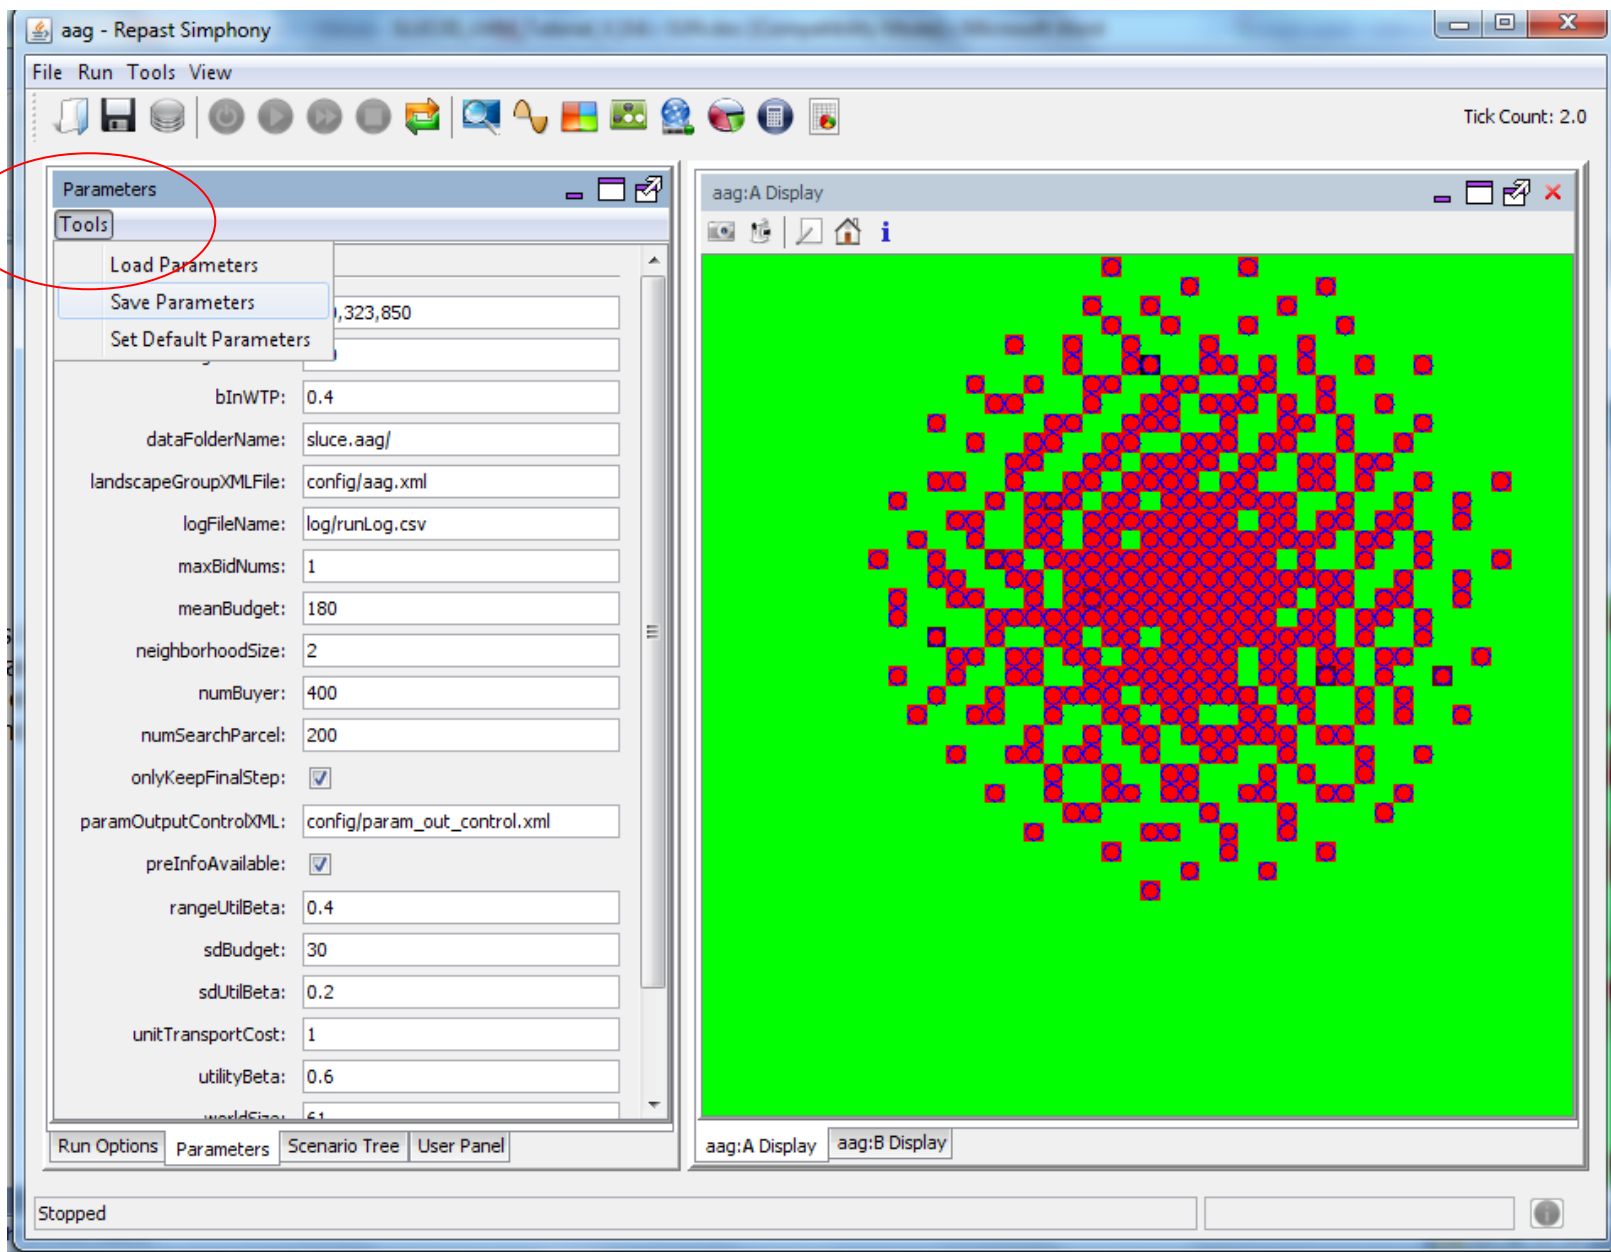 aag - Repast Simphony
File Run Tools View
Tick Count: 2.0
Parameters
Tools
Load Parameters
Save Parameters
Set Default Parameters
,323,850
bInWTP: 0.4
dataFolderName: sluce.aag/
landscapeGroupXMLFile: config/aag.xml
logFileName: log/runLog.csv
maxBidNums: 1
meanBudget: 180
neighborhoodSize: 2
numBuyer: 400
numSearchParcel: 200
onlyKeepFinalStep:
paramOutputControlXML: config/param_out_control.xml
preInfoAvailable:
rangeUtilBeta: 0.4
sdBudget: 30
sdUtilBeta: 0.2
unitTransportCost: 1
utilityBeta: 0.6
worldSize: 61
Run Options Parameters Scenario Tree User Panel
aag:A Display
i
aag:A Display aag:B Display
Stopped